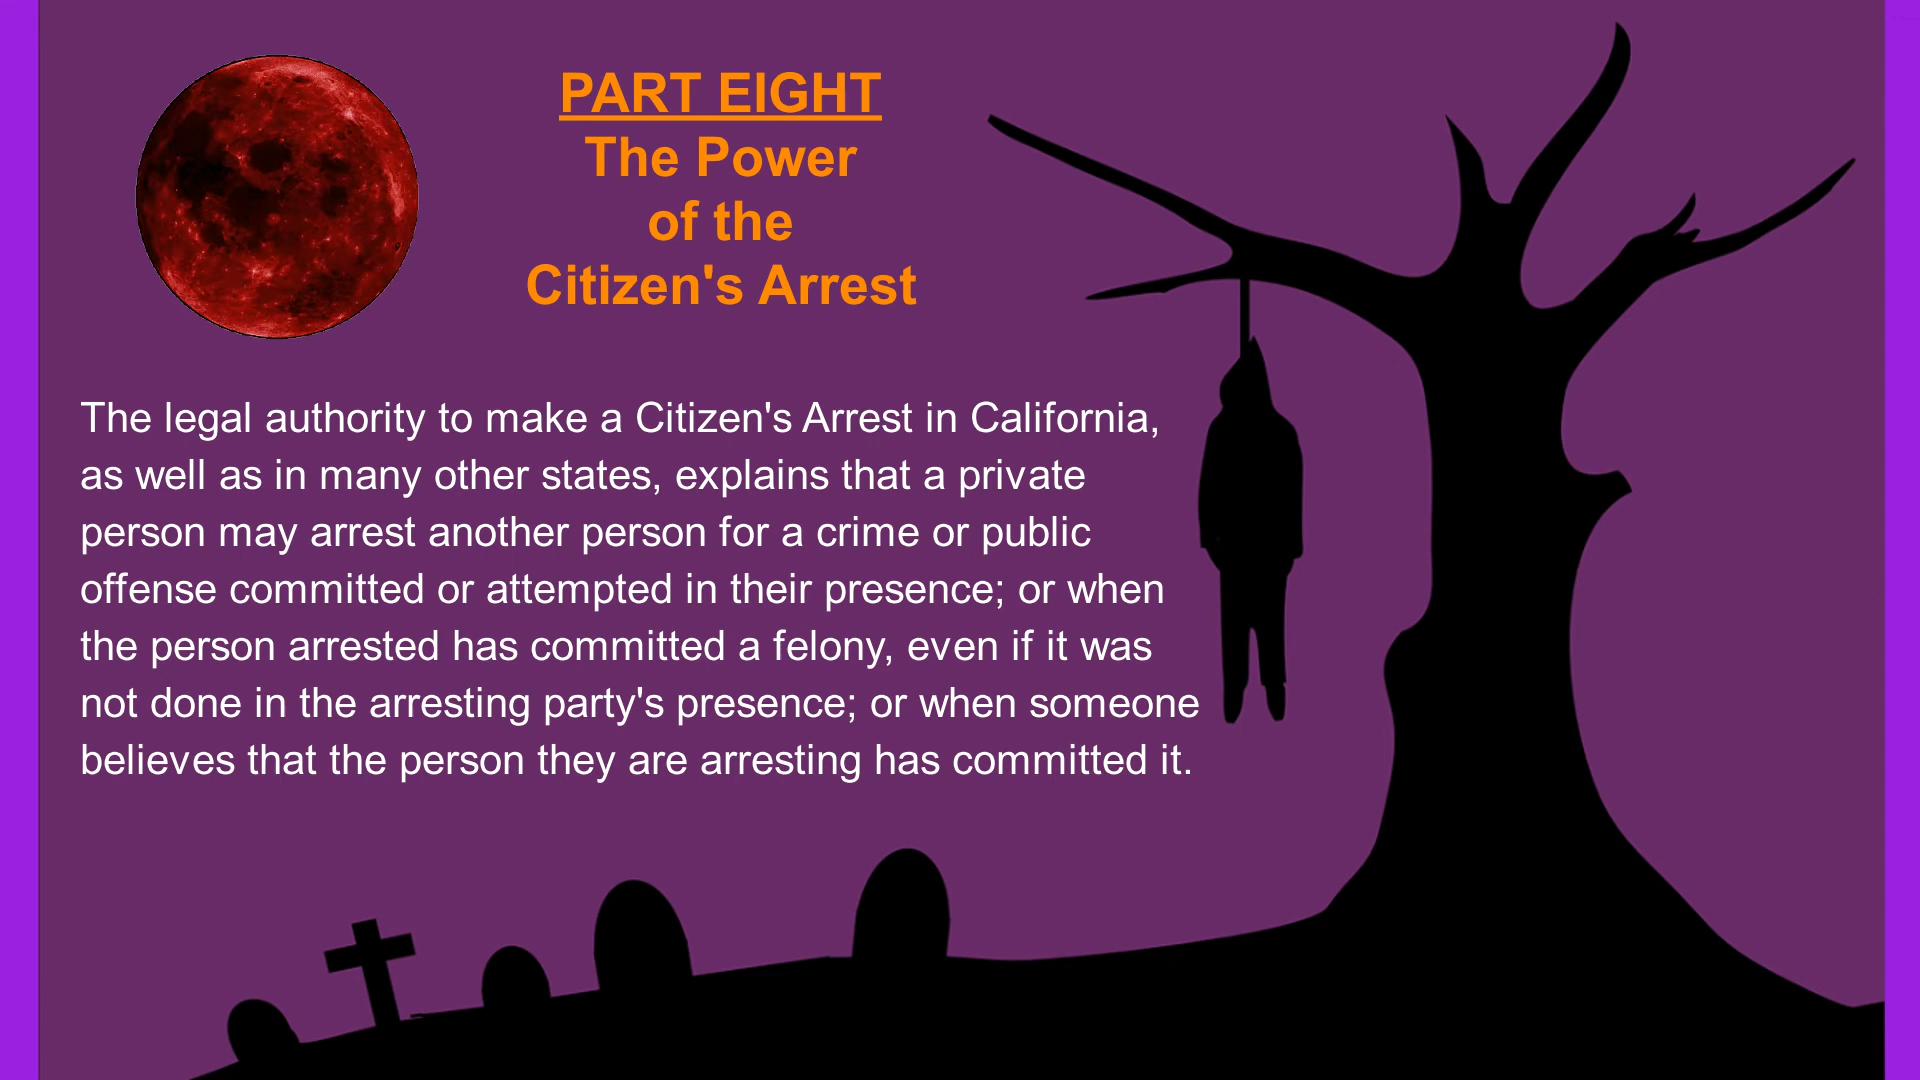 PART EIGHT
The Power
of the
Citizen's Arrest
The legal authority to make a Citizen's Arrest in California,
as well as in many other states, explains that a private
person may arrest another person for a crime or public
offense committed or attempted in their presence; or when
the person arrested has committed a felony, even if it was
not done in the arresting party's presence; or when someone
believes that the person they are arresting has committed it.